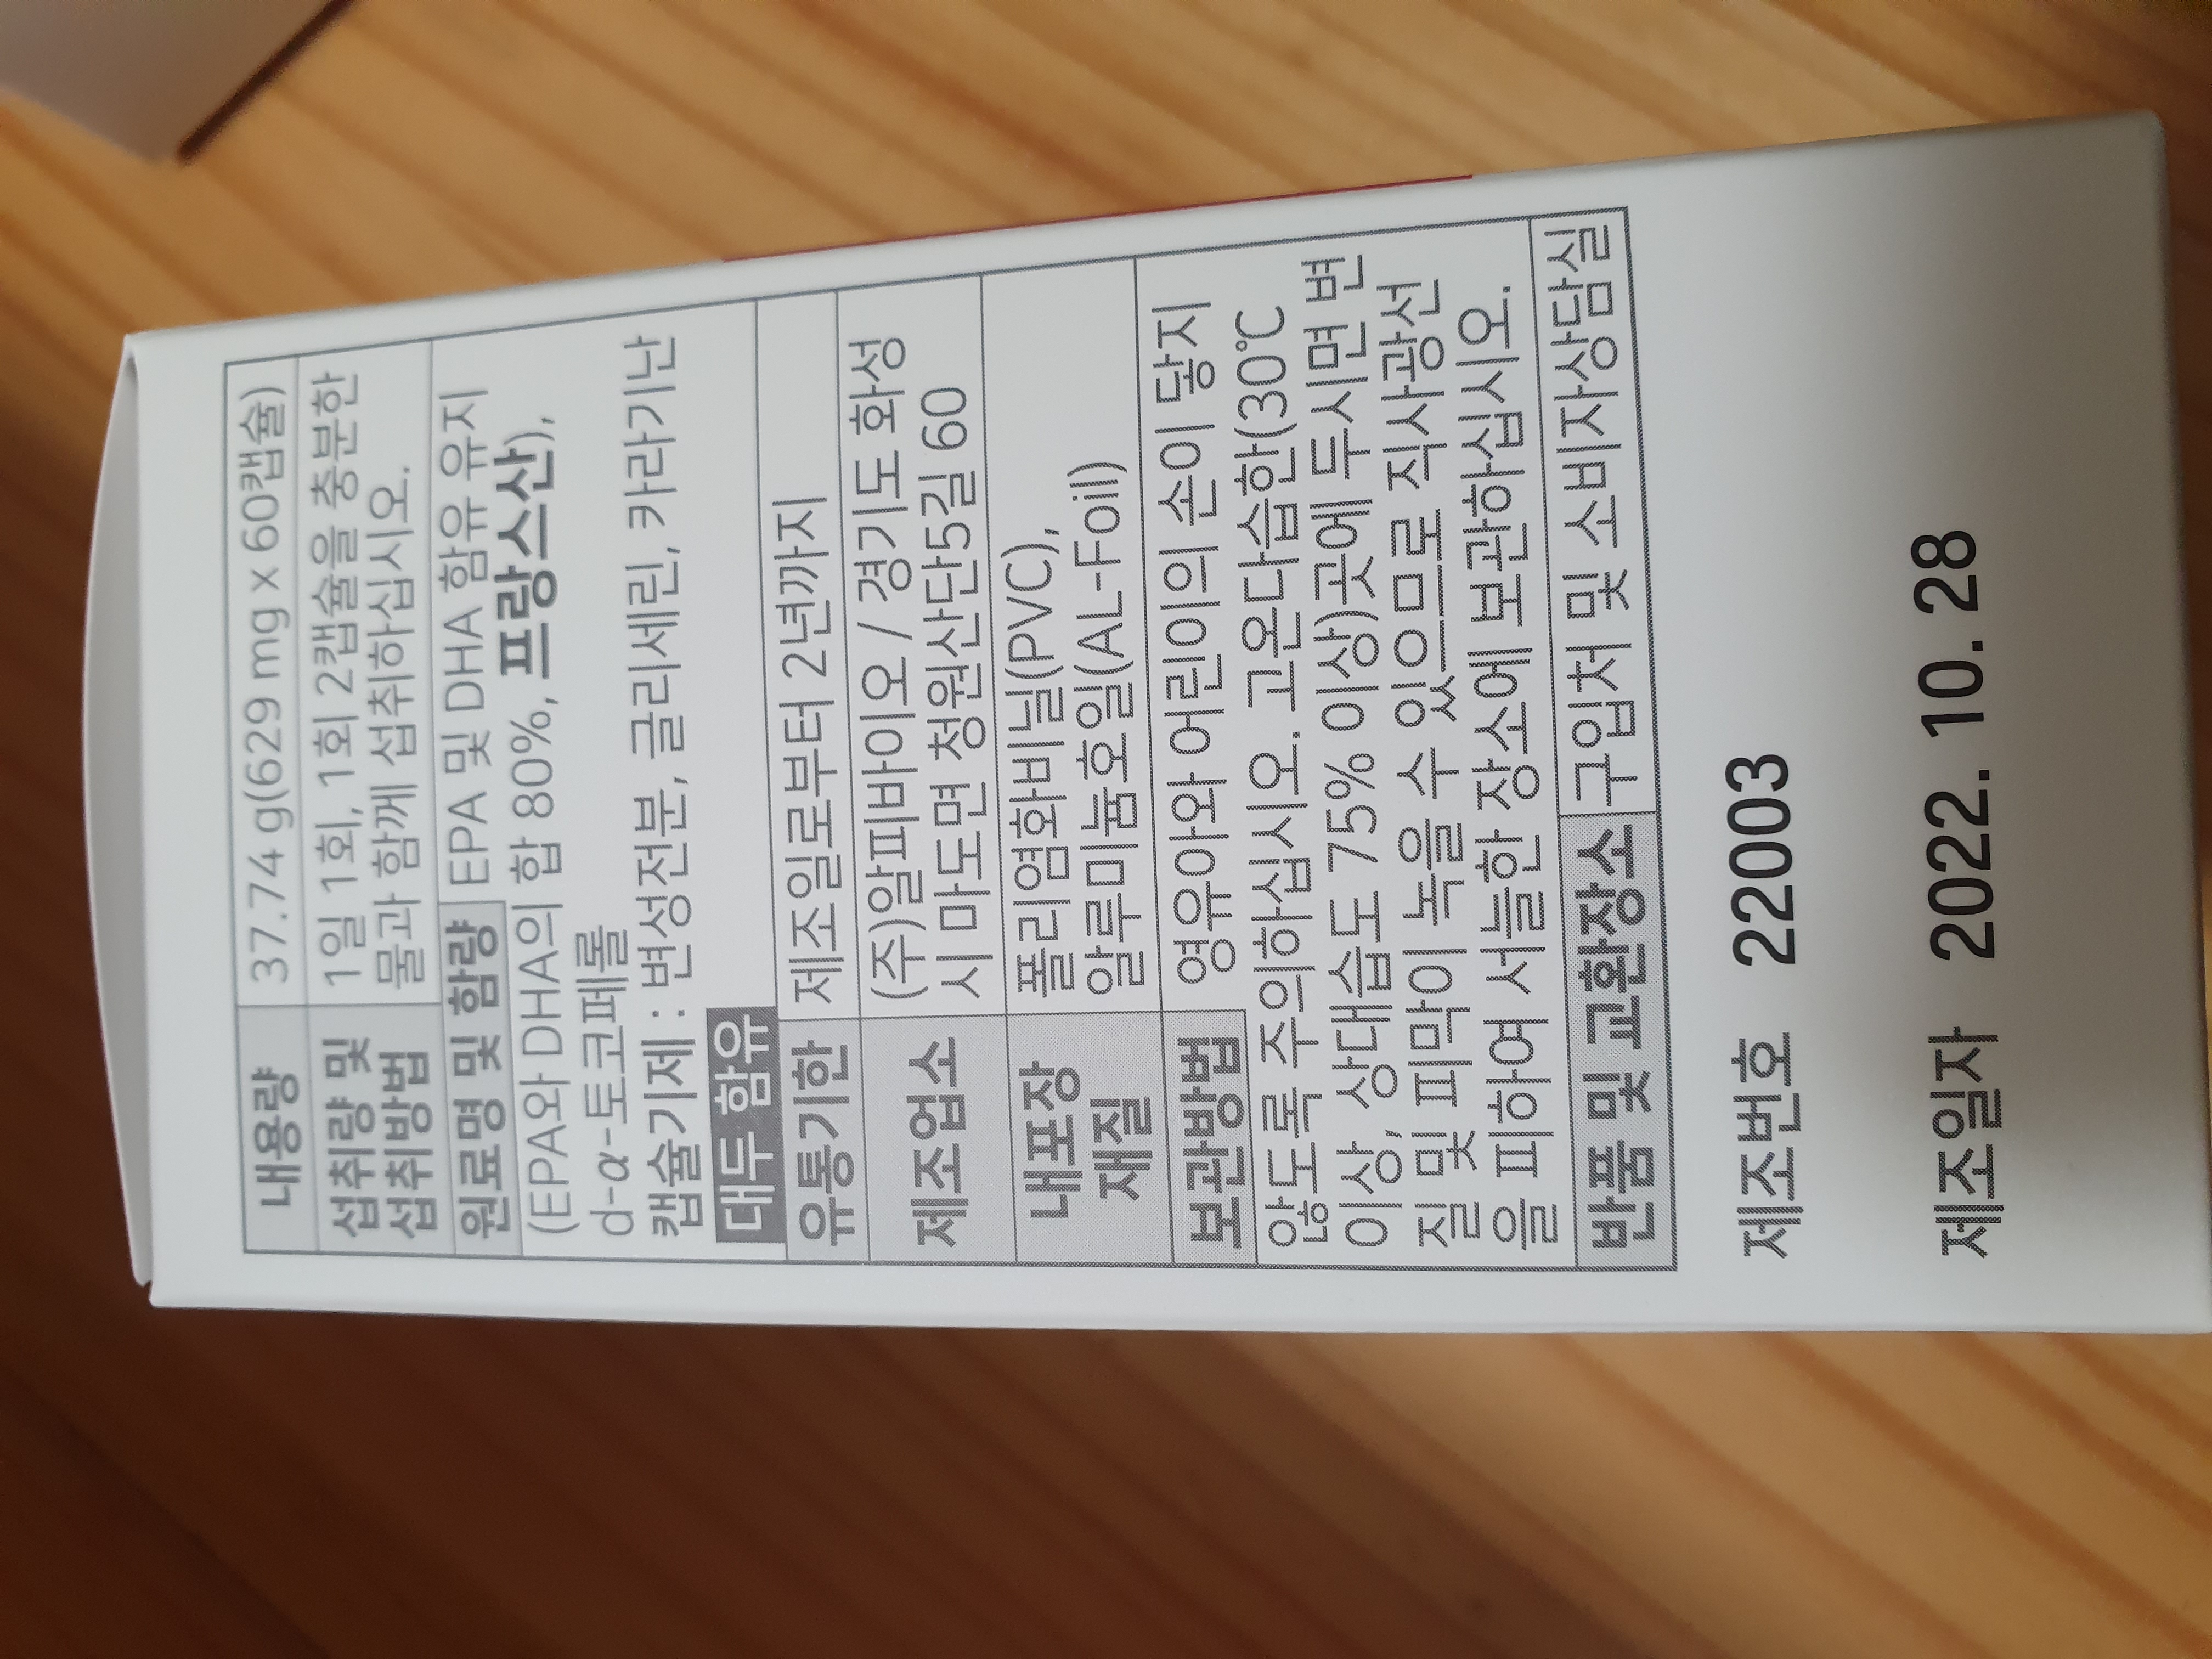 내용량 37.74 g(629 mg x 60캡슐)
섭취량 및 1일 1회, 1회 2캡슐을 충분한
섭취방법 물과 함께 섭취하십시오.
원료명 및 함량 EPA 및 DHA 함유 유지
(EPA와 DHA의 합 80%, 프랑스산),
d-α-토코페롤
캡슐기제 : 변성전분, 글리세린, 카라기난
대두 함유
유통기한 제조일로부터 2년까지
제조업소 (주)알피바이오 / 경기도 화성
시 마도면 청원산단5길 60
내포장 폴리염화비닐(PVC),
재질 알루미늄호일(AL-Foil)
보관방법 영유아와 어린이의 손이 닿지
않도록 주의하십시오. 고온다습한(30℃
이상, 상대습도 75% 이상)곳에 두시면 변
질 및 피막이 녹을 수 있으므로 직사광선
을 피하여 서늘한 장소에 보관하십시오.
반품 및 교환장소 구입처 및 소비자상담실
제조번호 22003
제조일자 2022. 10. 28